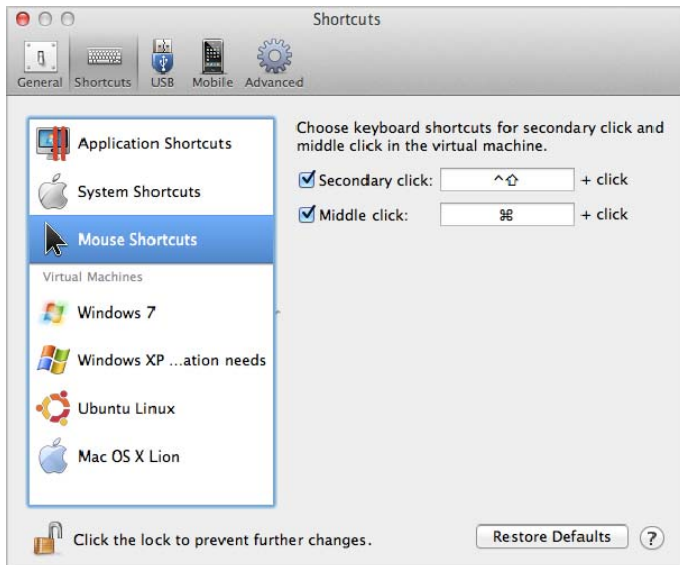 Shortcuts
General Shortcuts USB Mobile Advanced
Application Shortcuts
System Shortcuts
Mouse Shortcuts
Virtual Machines
Windows 7
Windows XP ...ation needs
Ubuntu Linux
Mac OS X Lion
Choose keyboard shortcuts for secondary click and
middle click in the virtual machine.
Secondary click: ^⇧ + click
Middle click: ⌘ + click
Click the lock to prevent further changes.
Restore Defaults ?